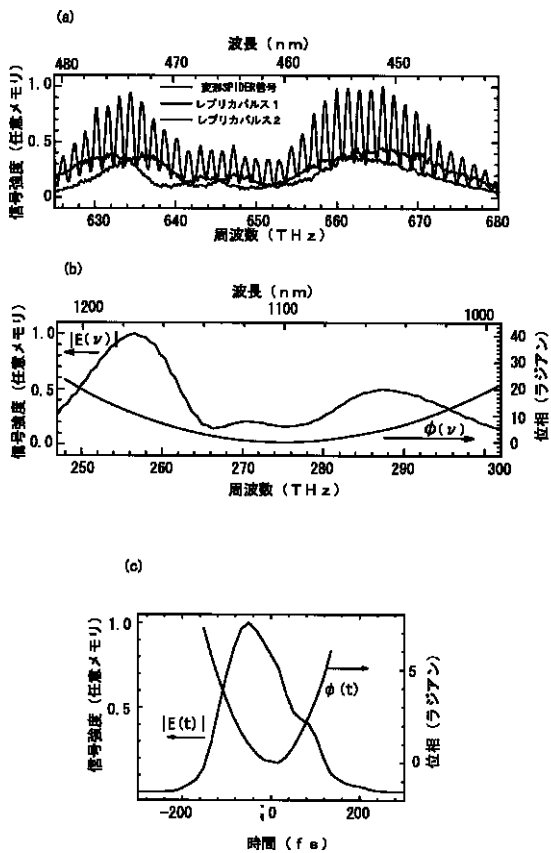 (a)
波長(nm)
480 470 460 450
信号強度(任意メモリ)
1.0
0.5
0
変形SPIDER信号
レプリカパルス1
レプリカパルス2
630 640 650 660 670 680
周波数(THz)
(b)
波長(nm)
1200 1100 1000
信号強度(任意メモリ)
1.0
0.5
0.0
|E(ν)|
φ(ν)
40
30
20
10
0
位相(ラジアン)
250 260 270 280 290 300
周波数(THz)
(c)
信号強度(任意メモリ)
1.0
0.5
|E(t)|
φ(t)
5
0
位相(ラジアン)
-200 0 200
時間(fs)